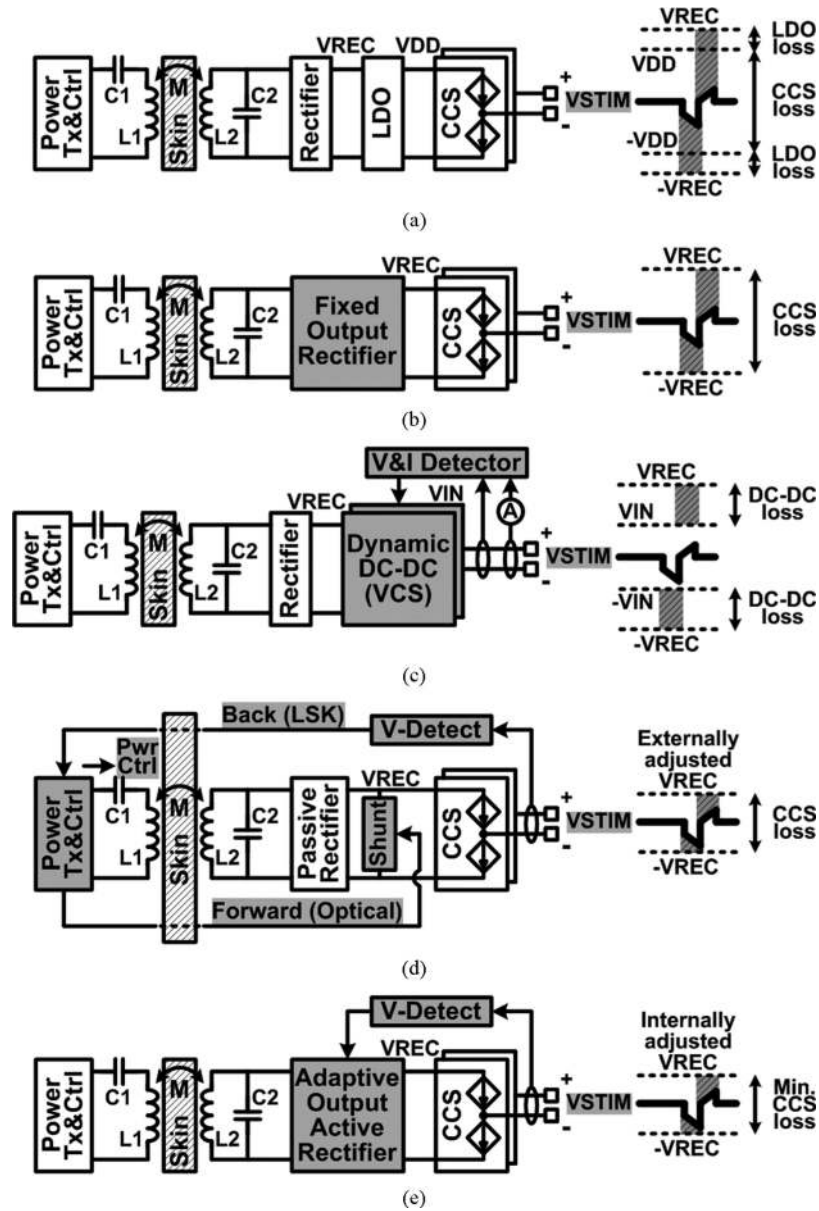 VREC VDD
C1
Power
Tx&Ctrl
L1
M
Skin
L2
C2
Rectifier
LDO
CCS
+
VSTIM
-
VREC
LDO
loss
VDD
CCS
loss
-VDD
LDO
loss
-VREC
(a)
C1
Power
Tx&Ctrl
L1
M
Skin
L2
C2
Fixed
Output
Rectifier
VREC
CCS
+
VSTIM
-
VREC
CCS
loss
-VREC
(b)
V&I Detector
C1
Power
Tx&Ctrl
L1
M
Skin
L2
C2
Rectifier
VREC
VIN
Dynamic
DC-DC
(VCS)
A
+
VSTIM
-
VREC
VIN
DC-DC
loss
-VIN
DC-DC
loss
-VREC
(c)
Back (LSK)
V-Detect
Pwr
Ctrl
C1
Power
Tx&Ctrl
L1
M
Skin
L2
C2
Passive
Rectifier
VREC
Shunt
CCS
Forward (Optical)
+
VSTIM
-
Externally
adjusted
VREC
CCS
loss
-VREC
(d)
V-Detect
C1
Power
Tx&Ctrl
L1
M
Skin
L2
C2
Adaptive
Output
Active
Rectifier
VREC
CCS
+
VSTIM
-
Internally
adjusted
VREC
Min.
CCS
loss
-VREC
(e)